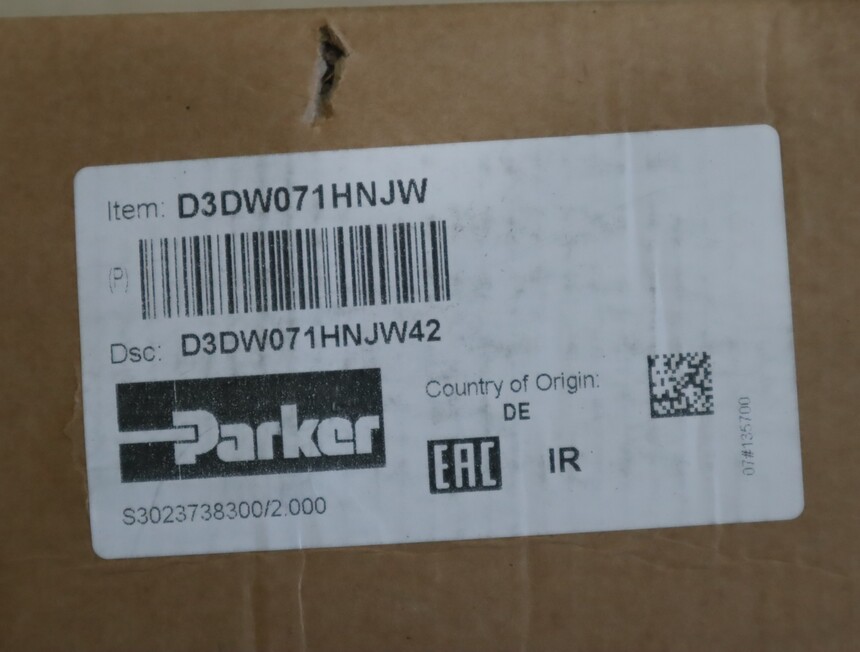 Item: D3DW071HNJW
(P)
Dsc: D3DW071HNJW42
Parker
Country of Origin:
DE
EAC
IR
S3023738300/2.000
07#135700